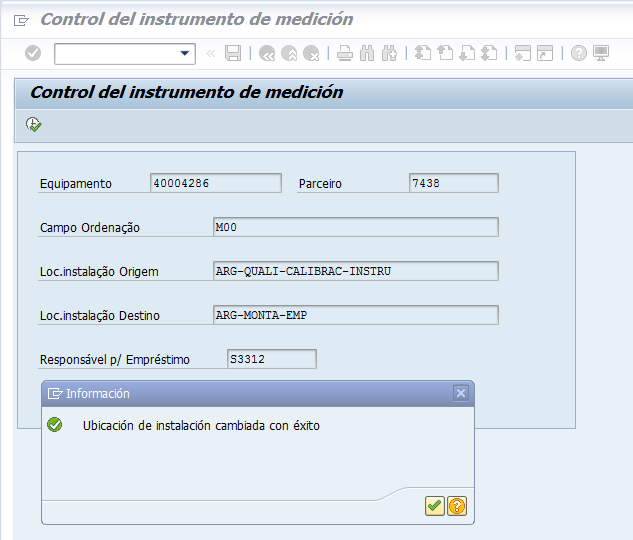 Control del instrumento de medición
Control del instrumento de medición
Equipamento 40004286 Parceiro 7438
Campo Ordenação M00
Loc.instalação Origem ARG-QUALI-CALIBRAC-INSTRU
Loc.instalação Destino ARG-MONTA-EMP
Responsável p/ Empréstimo S3312
Información
Ubicación de instalación cambiada con éxito